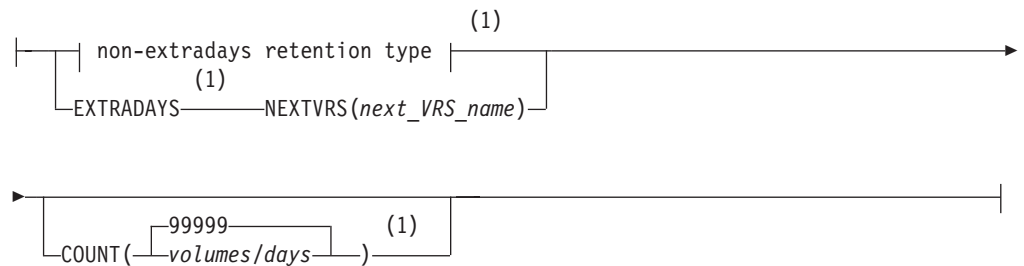 (1)
non-extradays retention type
(1)
EXTRADAYS NEXTVRS(next_VRS_name)
99999 (1)
COUNT( volumes/days )